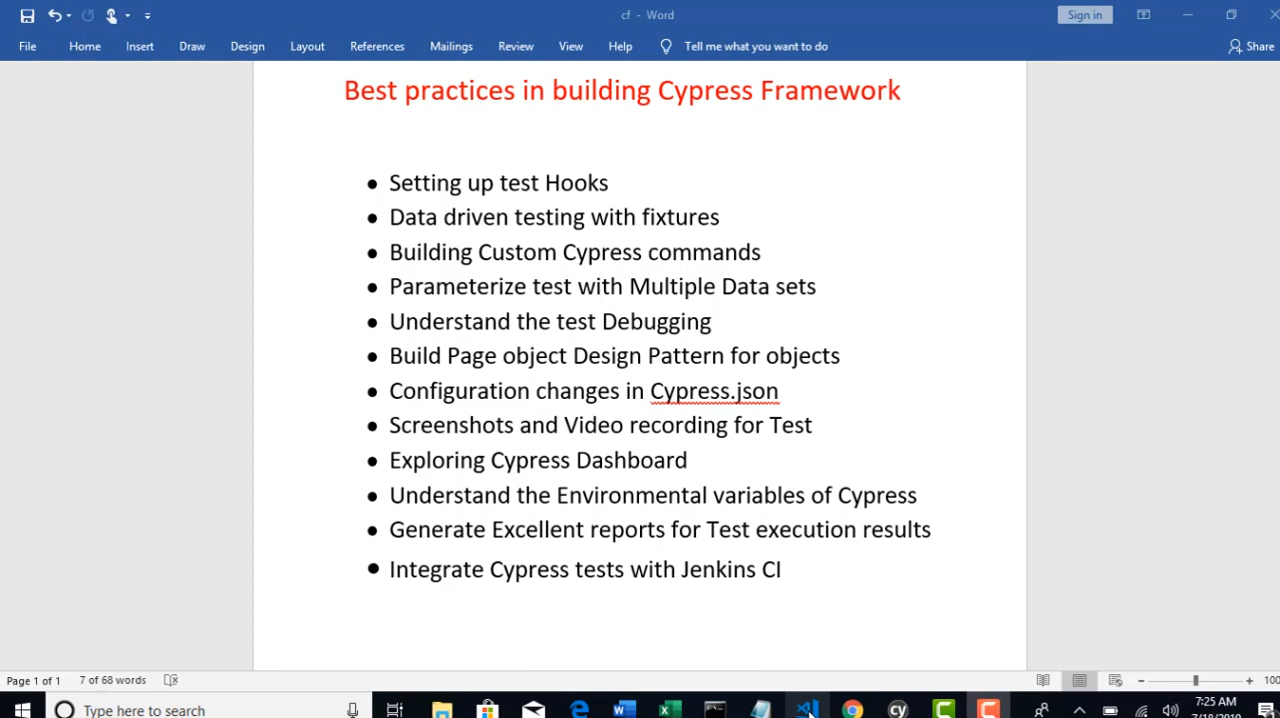 cf - Word
Sign in
File Home Insert Draw Design Layout References Mailings Review View Help Tell me what you want to do Share
Best practices in building Cypress Framework
• Setting up test Hooks
• Data driven testing with fixtures
• Building Custom Cypress commands
• Parameterize test with Multiple Data sets
• Understand the test Debugging
• Build Page object Design Pattern for objects
• Configuration changes in Cypress.json
• Screenshots and Video recording for Test
• Exploring Cypress Dashboard
• Understand the Environmental variables of Cypress
• Generate Excellent reports for Test execution results
• Integrate Cypress tests with Jenkins CI
Page 1 of 1 7 of 68 words
100
Type here to search
cy
7:25 AM